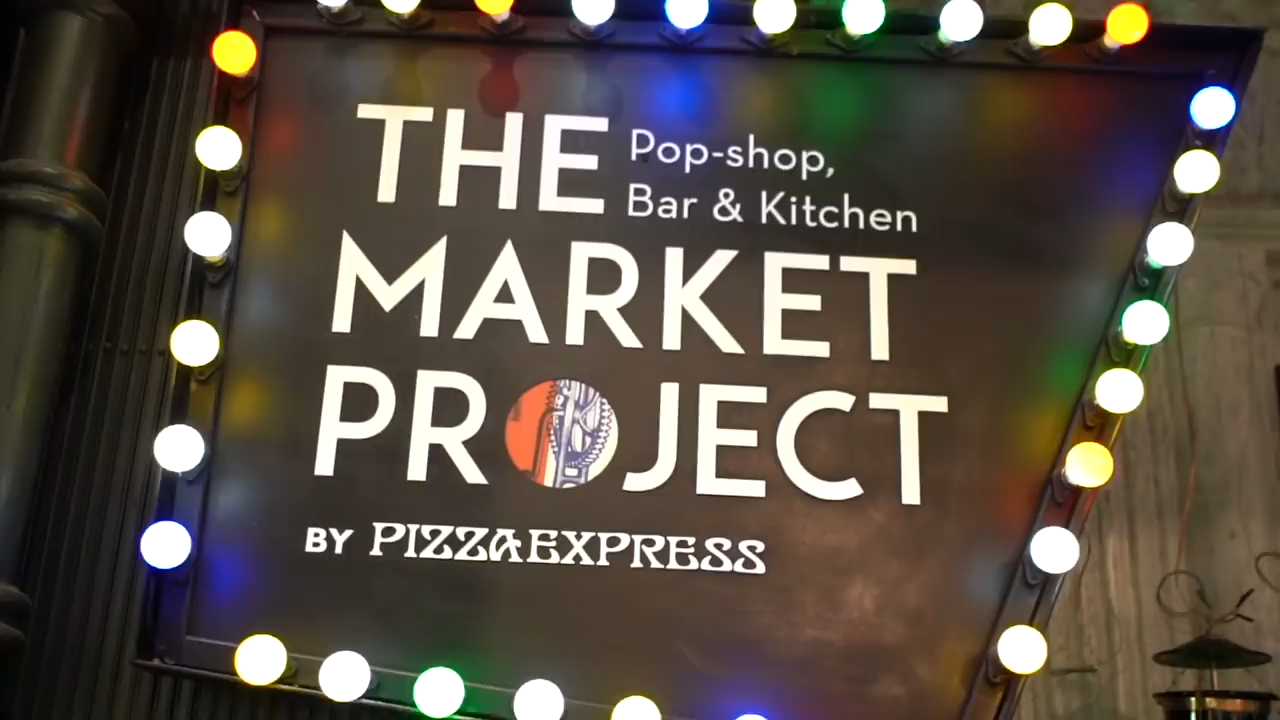 THE
Pop-shop,
Bar & Kitchen
MARKET
PROJECT
BY PIZZAEXPRESS